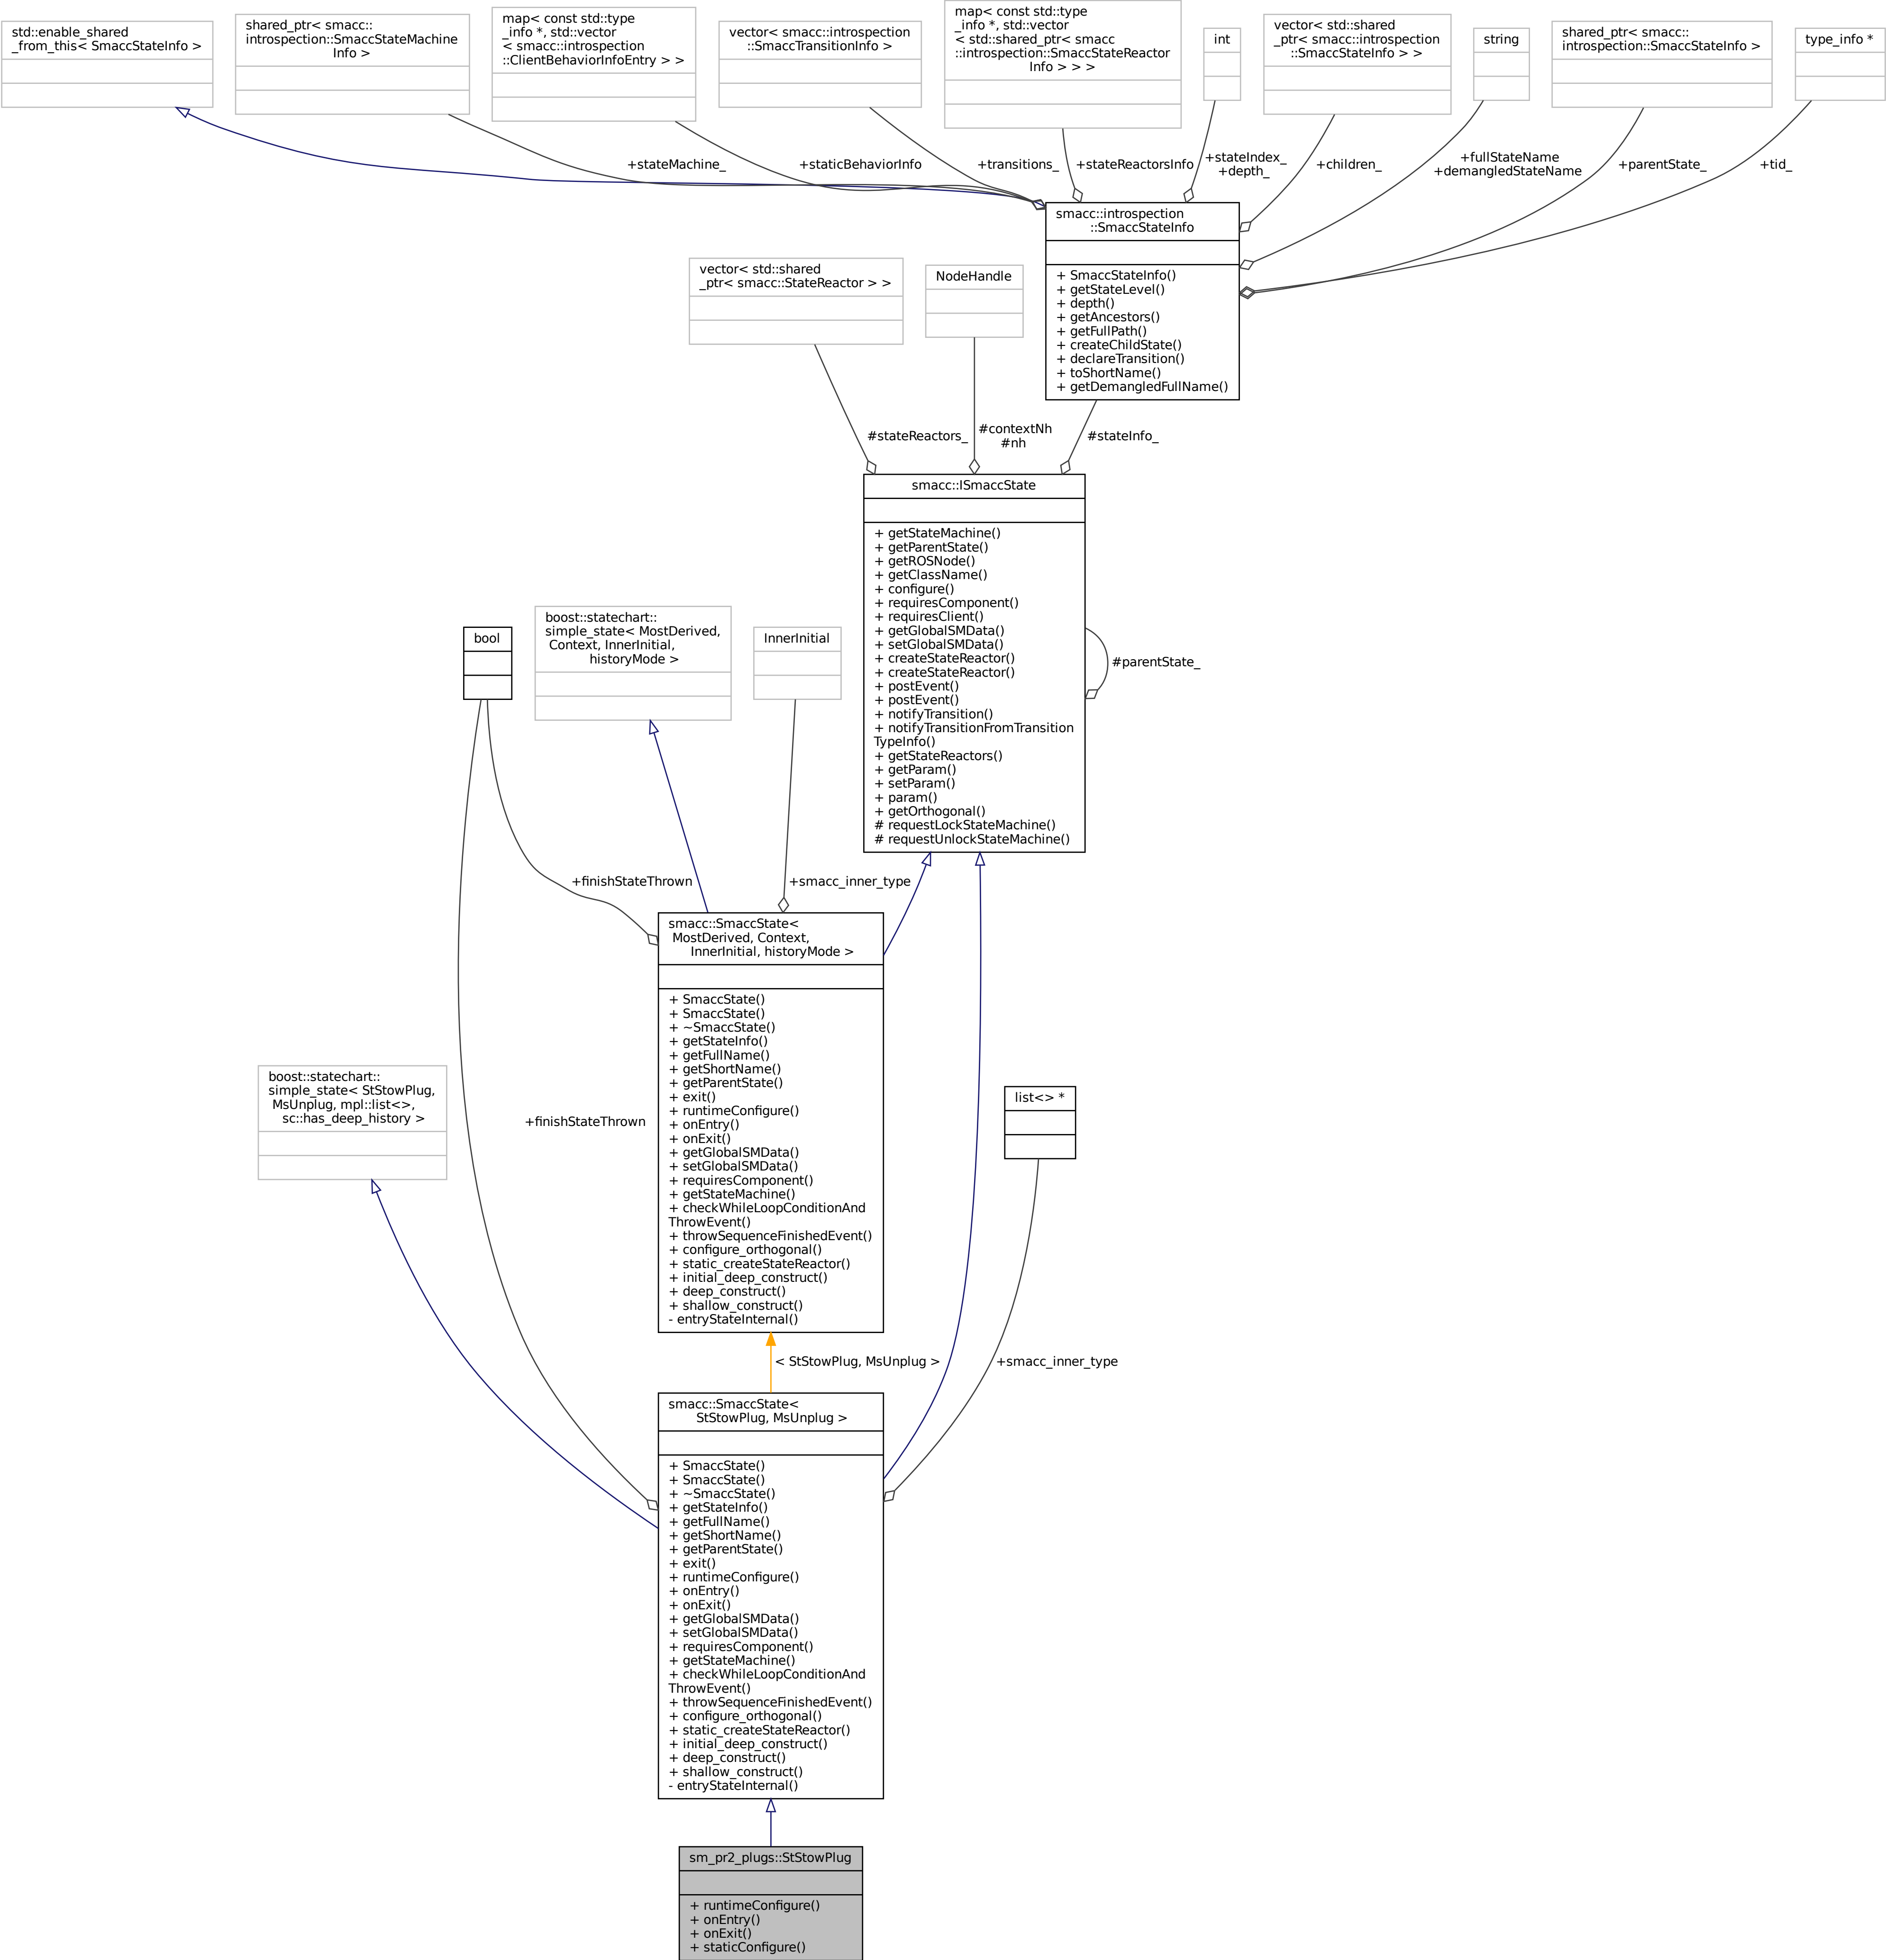 std::enable_shared
_from_this< SmaccStateInfo >
shared_ptr< smacc::
introspection::SmaccStateMachine
Info >
map< const std::type
_info *, std::vector
< smacc::introspection
::ClientBehaviorInfoEntry > >
vector< smacc::introspection
::SmaccTransitionInfo >
map< const std::type
_info *, std::vector
< std::shared_ptr< smacc
::introspection::SmaccStateReactor
Info > > >
int
vector< std::shared
_ptr< smacc::introspection
::SmaccStateInfo > >
string
shared_ptr< smacc::
introspection::SmaccStateInfo >
type_info *
+stateMachine_
+staticBehaviorInfo
+transitions_
+stateReactorsInfo
+stateIndex_
+depth_
+children_
+fullStateName
+demangledStateName
+parentState_
+tid_
smacc::introspection
::SmaccStateInfo
+ SmaccStateInfo()
+ getStateLevel()
+ depth()
+ getAncestors()
+ getFullPath()
+ createChildState()
+ declareTransition()
+ toShortName()
+ getDemangledFullName()
vector< std::shared
_ptr< smacc::StateReactor > >
NodeHandle
#stateReactors_
#contextNh
#nh
#stateInfo_
smacc::ISmaccState
+ getStateMachine()
+ getParentState()
+ getROSNode()
+ getClassName()
+ configure()
+ requiresComponent()
+ requiresClient()
+ getGlobalSMData()
+ setGlobalSMData()
+ createStateReactor()
+ createStateReactor()
+ postEvent()
+ postEvent()
+ notifyTransition()
+ notifyTransitionFromTransition
TypeInfo()
+ getStateReactors()
+ getParam()
+ setParam()
+ param()
+ getOrthogonal()
# requestLockStateMachine()
# requestUnlockStateMachine()
#parentState_
bool
boost::statechart::
simple_state< MostDerived,
Context, InnerInitial,
historyMode >
InnerInitial
+finishStateThrown
+smacc_inner_type
smacc::SmaccState<
MostDerived, Context,
InnerInitial, historyMode >
+ SmaccState()
+ SmaccState()
+ ~SmaccState()
+ getStateInfo()
+ getFullName()
+ getShortName()
+ getParentState()
+ exit()
+ runtimeConfigure()
+ onEntry()
+ onExit()
+ getGlobalSMData()
+ setGlobalSMData()
+ requiresComponent()
+ getStateMachine()
+ checkWhileLoopConditionAnd
ThrowEvent()
+ throwSequenceFinishedEvent()
+ configure_orthogonal()
+ static_createStateReactor()
+ initial_deep_construct()
+ deep_construct()
+ shallow_construct()
- entryStateInternal()
boost::statechart::
simple_state< StStowPlug,
MsUnplug, mpl::list<>,
sc::has_deep_history >
+finishStateThrown
list<> *
< StStowPlug, MsUnplug >
+smacc_inner_type
smacc::SmaccState<
StStowPlug, MsUnplug >
+ SmaccState()
+ SmaccState()
+ ~SmaccState()
+ getStateInfo()
+ getFullName()
+ getShortName()
+ getParentState()
+ exit()
+ runtimeConfigure()
+ onEntry()
+ onExit()
+ getGlobalSMData()
+ setGlobalSMData()
+ requiresComponent()
+ getStateMachine()
+ checkWhileLoopConditionAnd
ThrowEvent()
+ throwSequenceFinishedEvent()
+ configure_orthogonal()
+ static_createStateReactor()
+ initial_deep_construct()
+ deep_construct()
+ shallow_construct()
- entryStateInternal()
sm_pr2_plugs::StStowPlug
+ runtimeConfigure()
+ onEntry()
+ onExit()
+ staticConfigure()